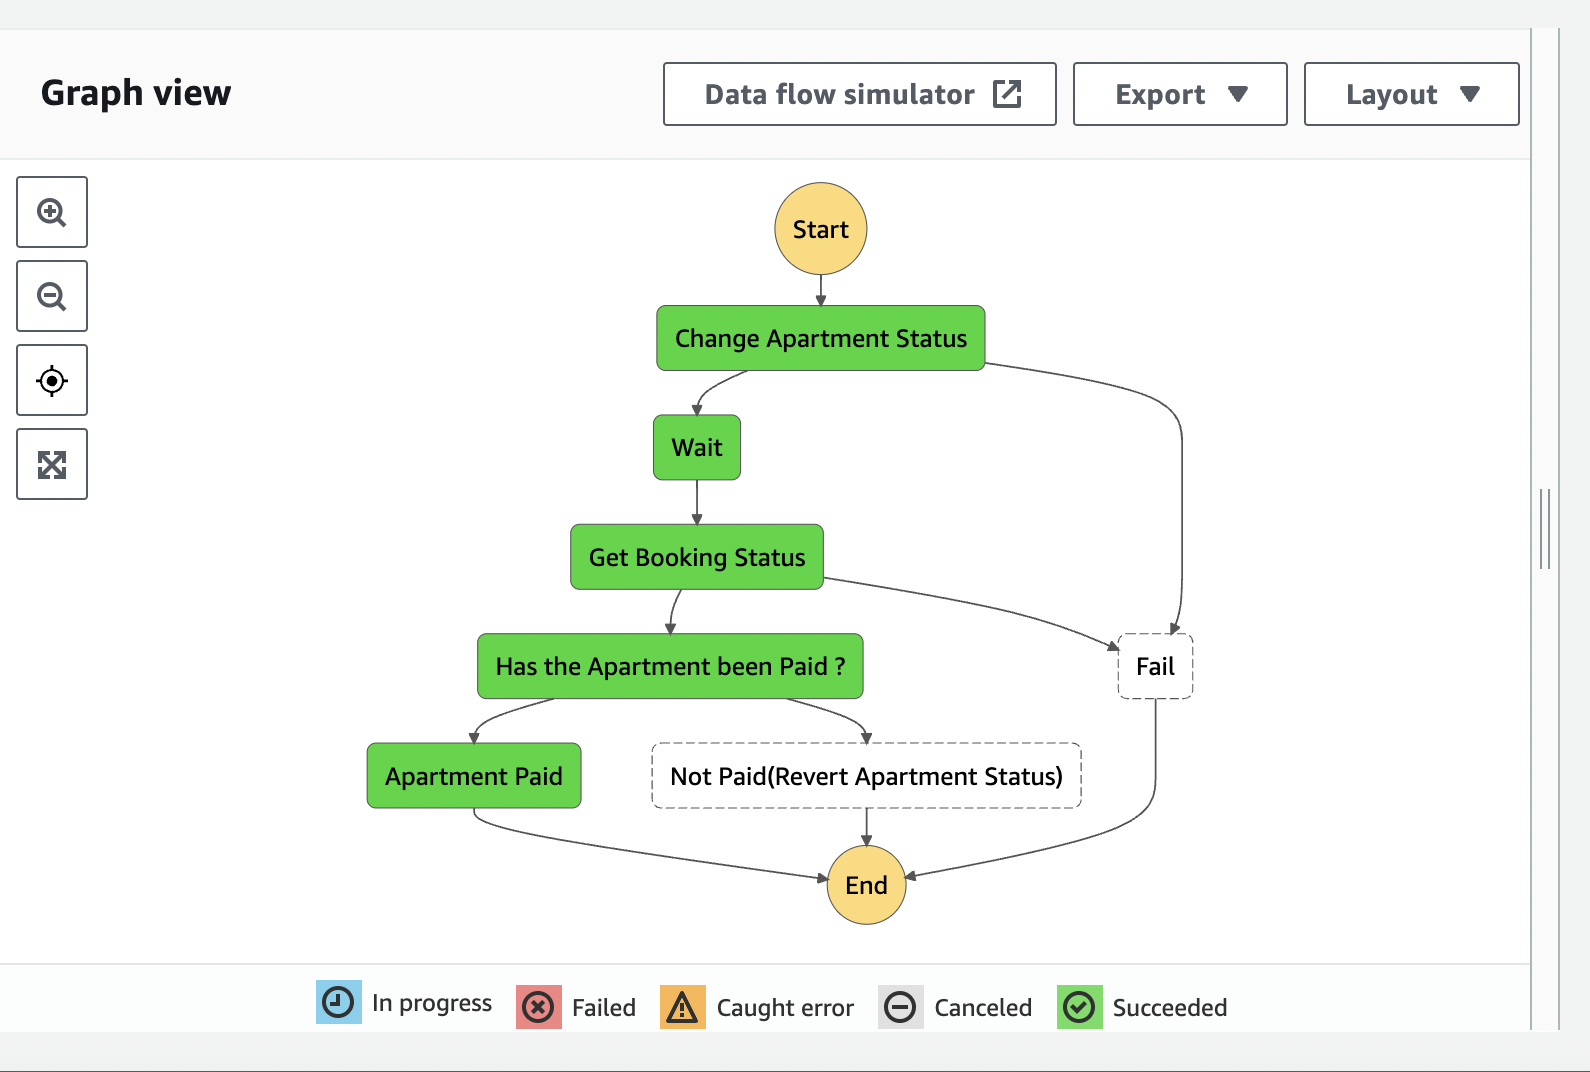 Graph view
Data flow simulator
Export
Layout
Start
Change Apartment Status
Wait
Get Booking Status
Has the Apartment been Paid ?
Fail
Apartment Paid
Not Paid(Revert Apartment Status)
End
In progress
Failed
Caught error
Canceled
Succeeded